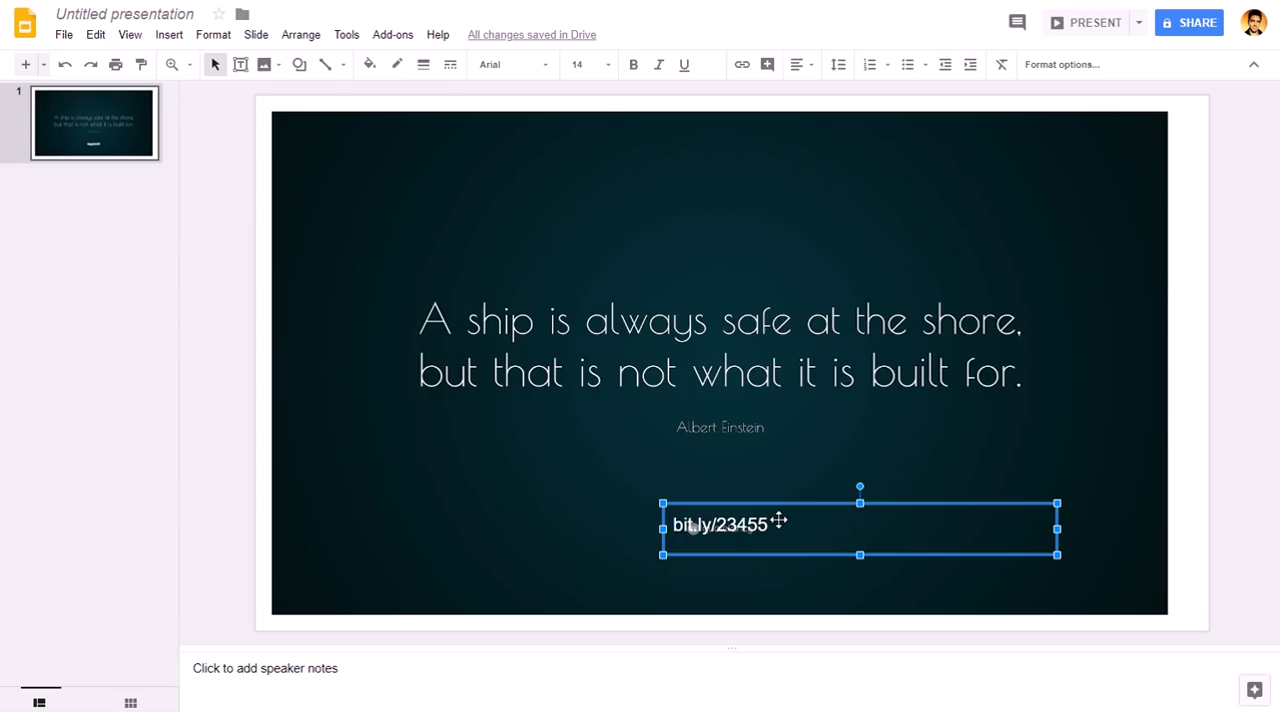 Untitled presentation
File Edit View Insert Format Slide Arrange Tools Add-ons Help All changes saved in Drive
PRESENT
SHARE
Arial 14 B I U Format options...
1
A ship is always safe at the shore,
but that is not what it is built for.
Albert Einstein
bit.ly/23455
Click to add speaker notes